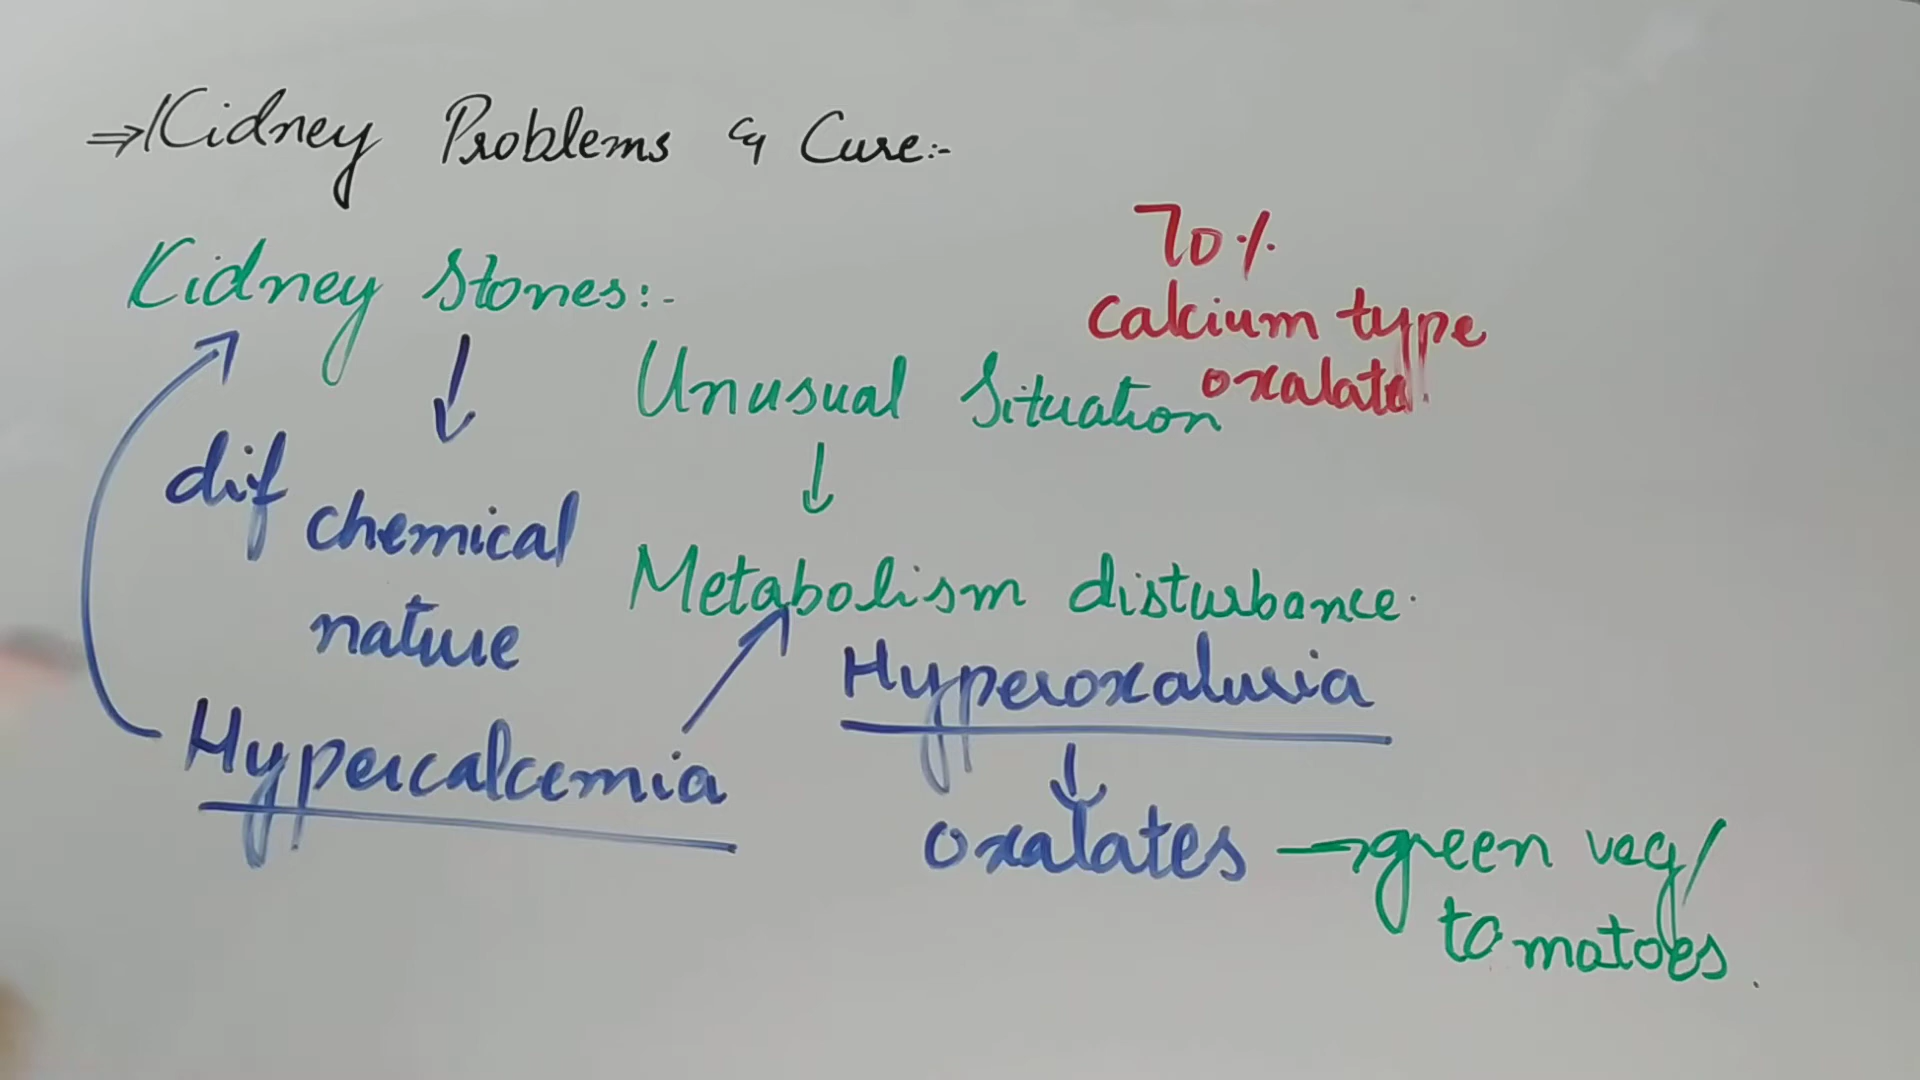 ⇒ Kidney Problems & Cure:-
Kidney Stones:-
70%
calcium type
oxalate
Unusual Situation
dif
chemical
nature
Metabolism disturbance.
Hyperoxaluria
Hypercalcemia
oxalates → green veg/
tomatoes.